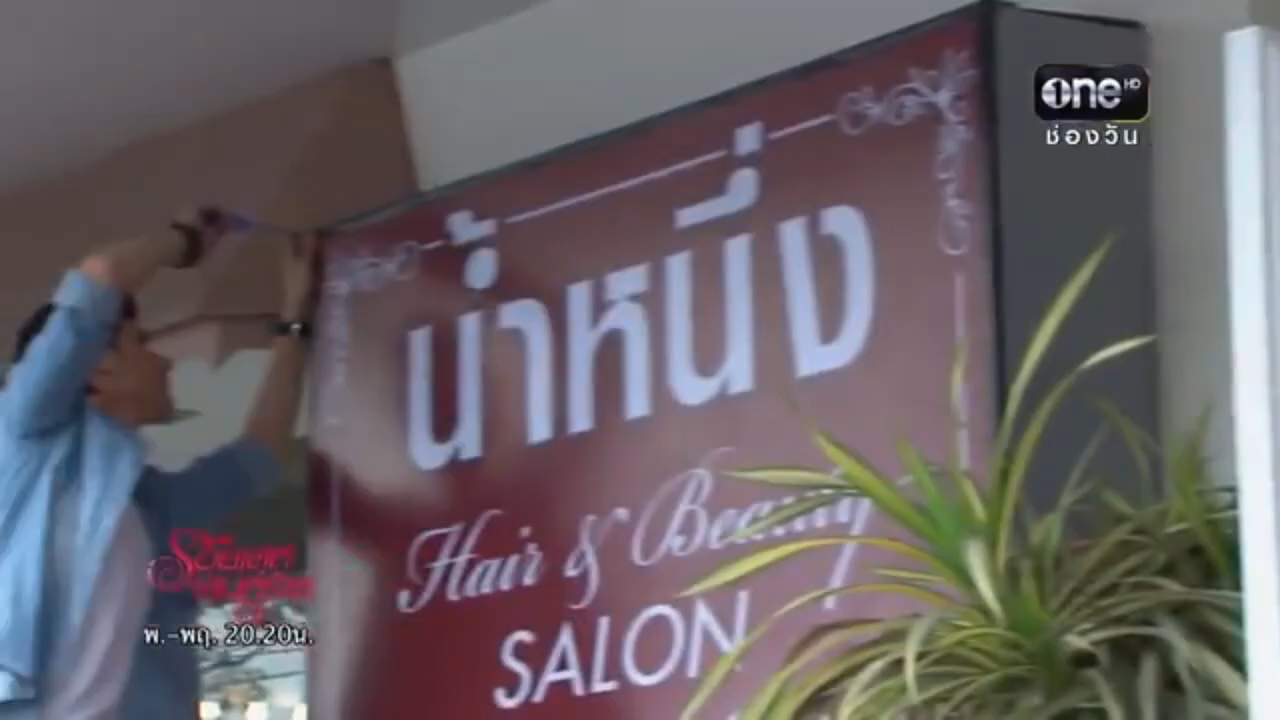 one HD
ช่องวัน
น้ำหนึ่ง
Hair & Beauty
SALON
พ.-พฤ. 20.20น.